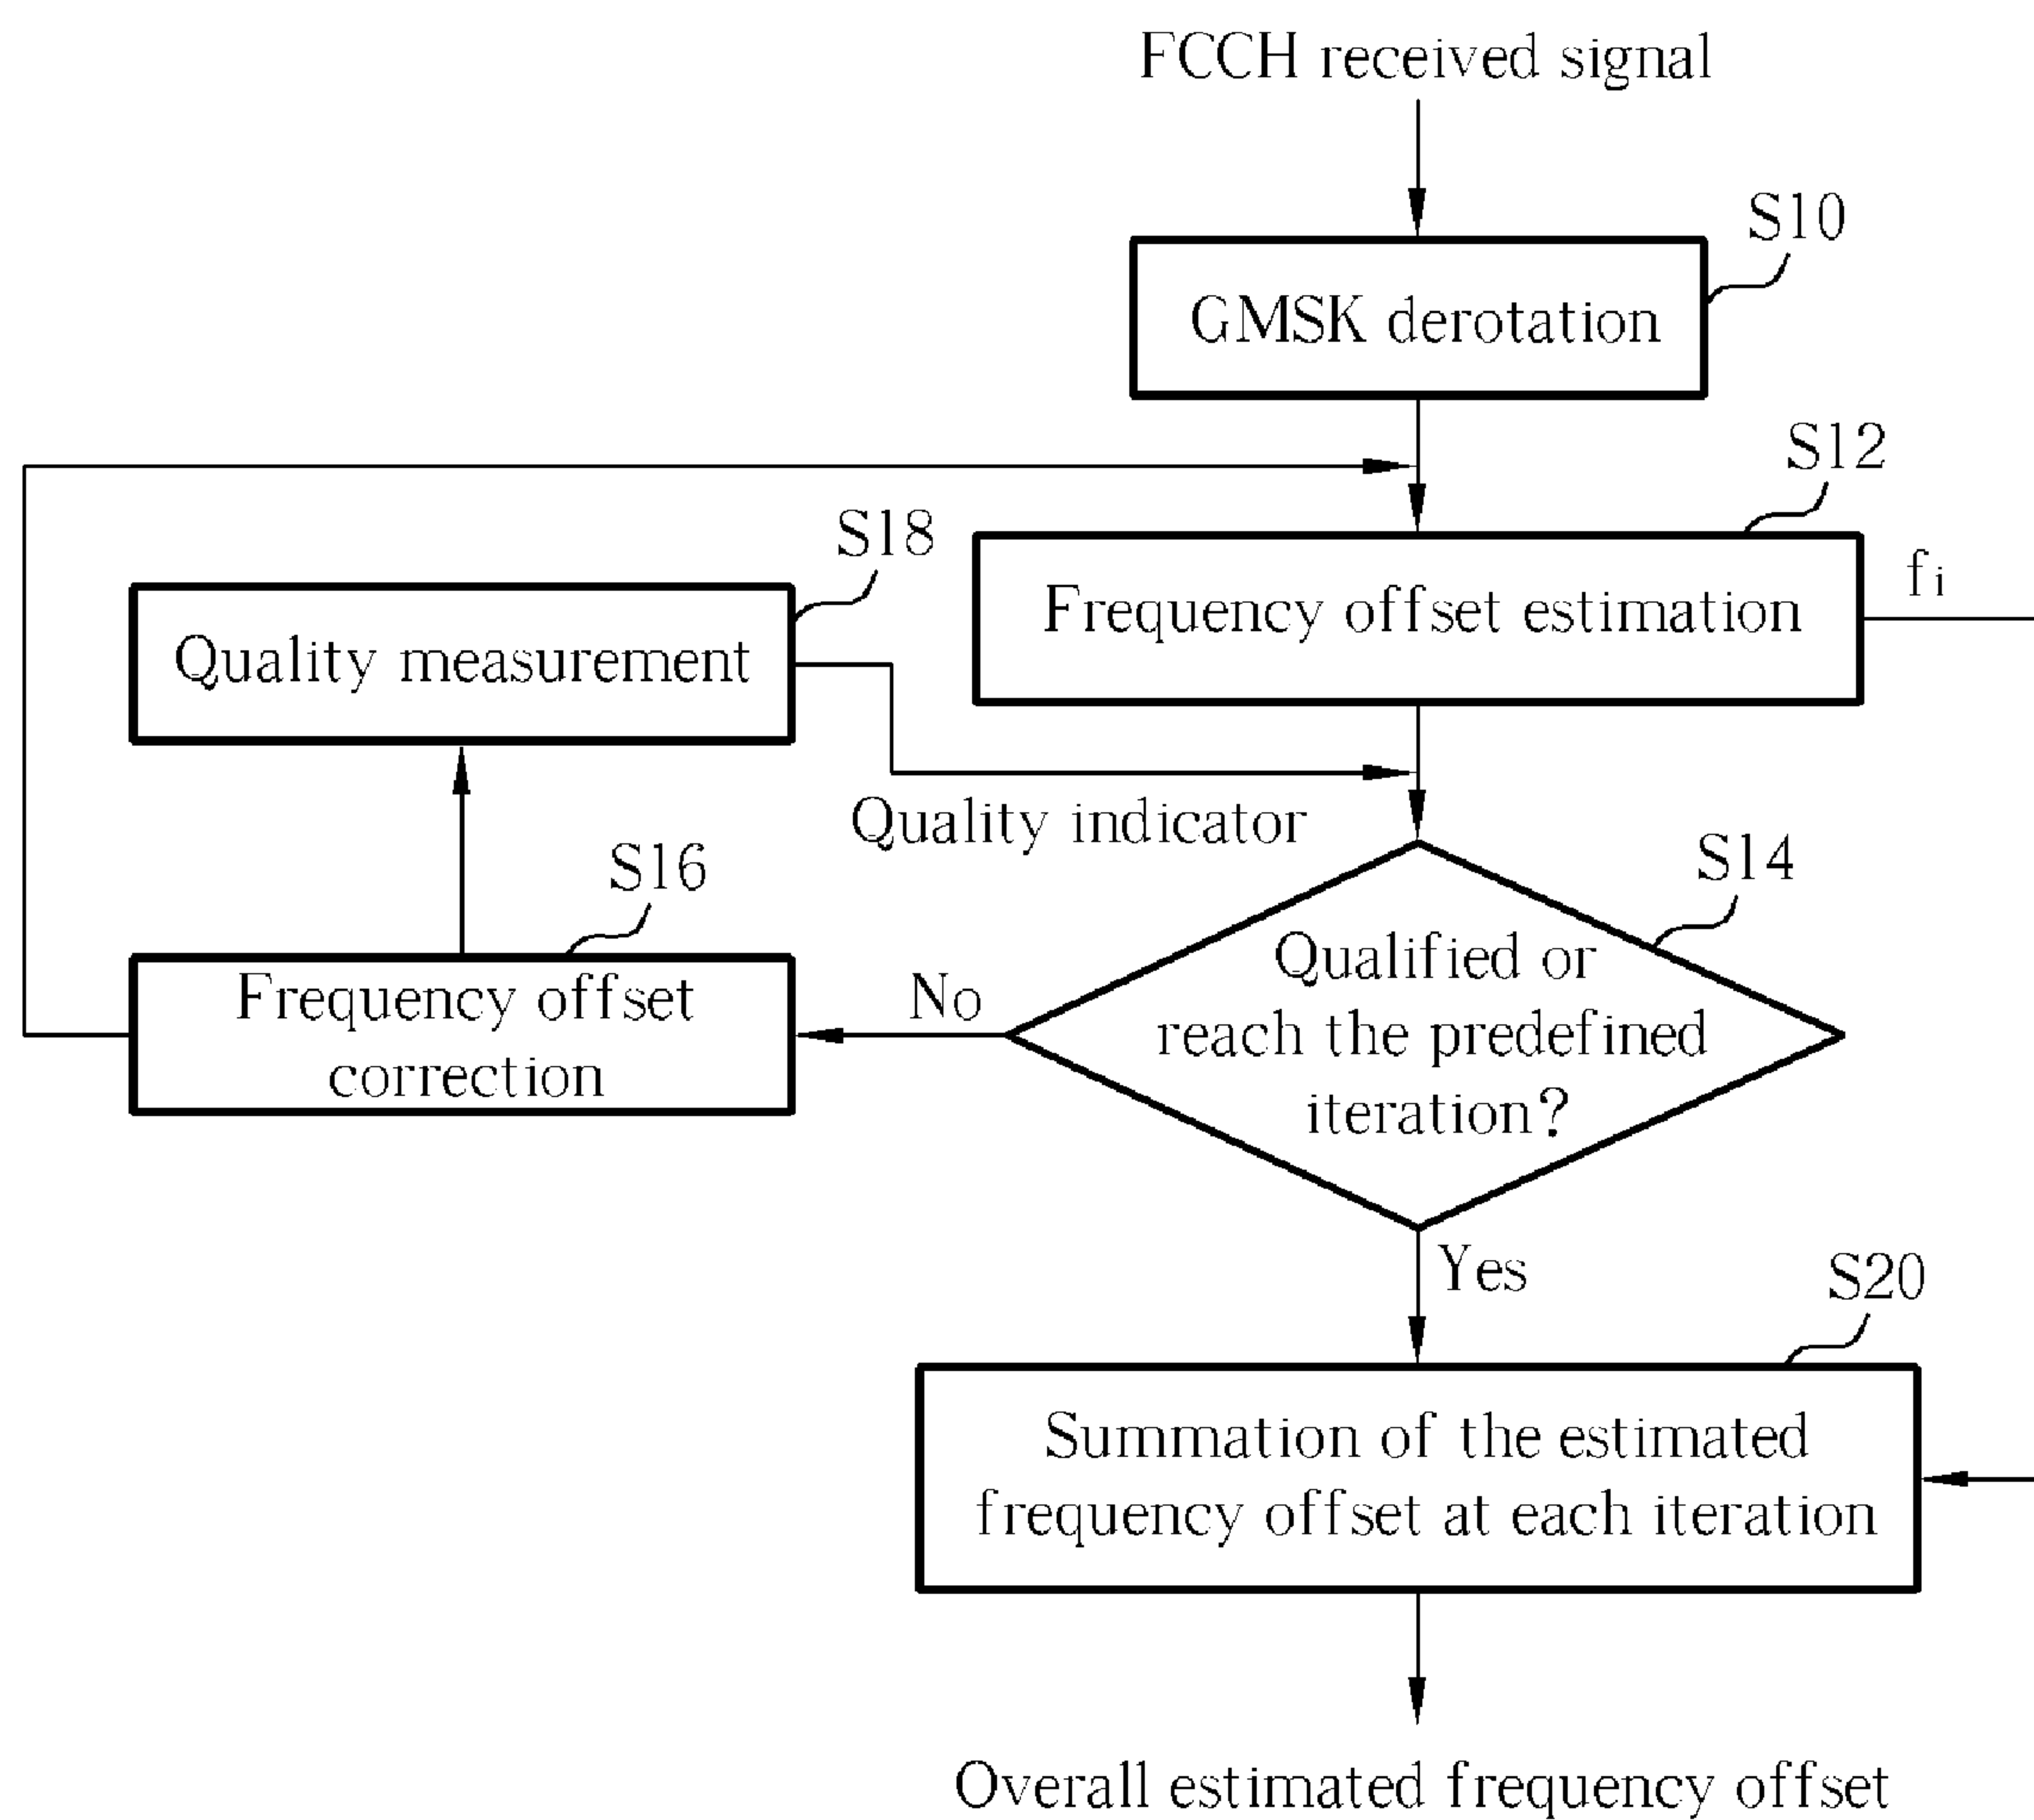 FCCH received signal
S10
GMSK derotation
S12
Frequency offset estimation
fi
S18
Quality measurement
Quality indicator
S14
Qualified or
reach the predefined
iteration?
No
S16
Frequency offset
correction
Yes
S20
Summation of the estimated
frequency offset at each iteration
Overall estimated frequency offset